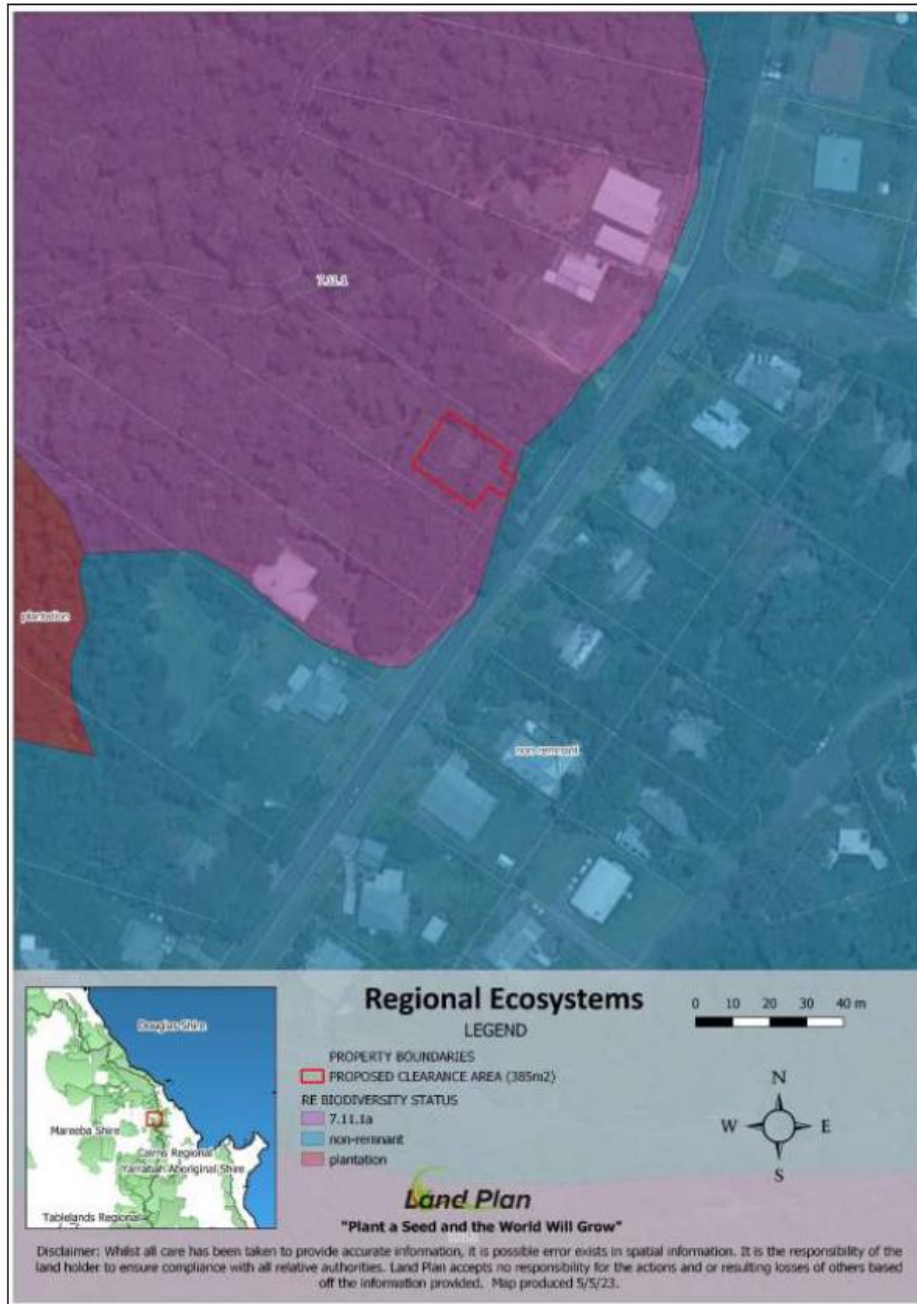 7.11.1
plantation
non-remnant
Regional Ecosystems
LEGEND
PROPERTY BOUNDARIES
PROPOSED CLEARANCE AREA (385m2)
RE BIODIVERSITY STATUS
7.11.1a
non-remnant
plantation
0 10 20 30 40 m
N
W E
S
Douglas Shire
Mareeba Shire
Cairns Regional
Yarrabah Aboriginal Shire
Tablelands Regional
Land Plan
"Plant a Seed and the World Will Grow"
Disclaimer: Whilst all care has been taken to provide accurate information, it is possible error exists in spatial information. It is the responsibility of the
land holder to ensure compliance with all relative authorities. Land Plan accepts no responsibility for the actions and or resulting losses of others based
off the information provided. Map produced 5/5/23.